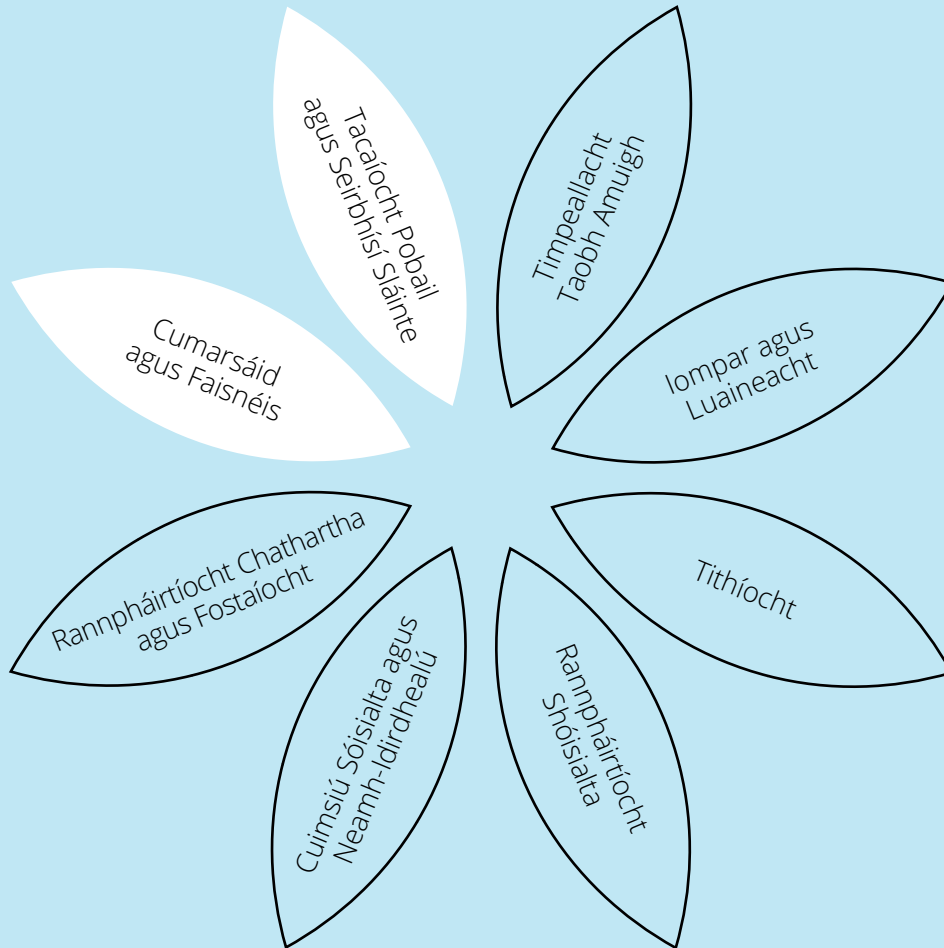 Tacaíocht Pobail
agus Seirbhísí Sláinte
Timpeallacht
Taobh Amuigh
Iompar agus
Luaineacht
Tithíocht
Rannpháirtíocht
Shóisialta
Cuimsiú Sóisialta agus
Neamh-Idirdhealú
Rannpháirtíocht Chathartha
agus Fostaíocht
Cumarsáid
agus Faisnéis